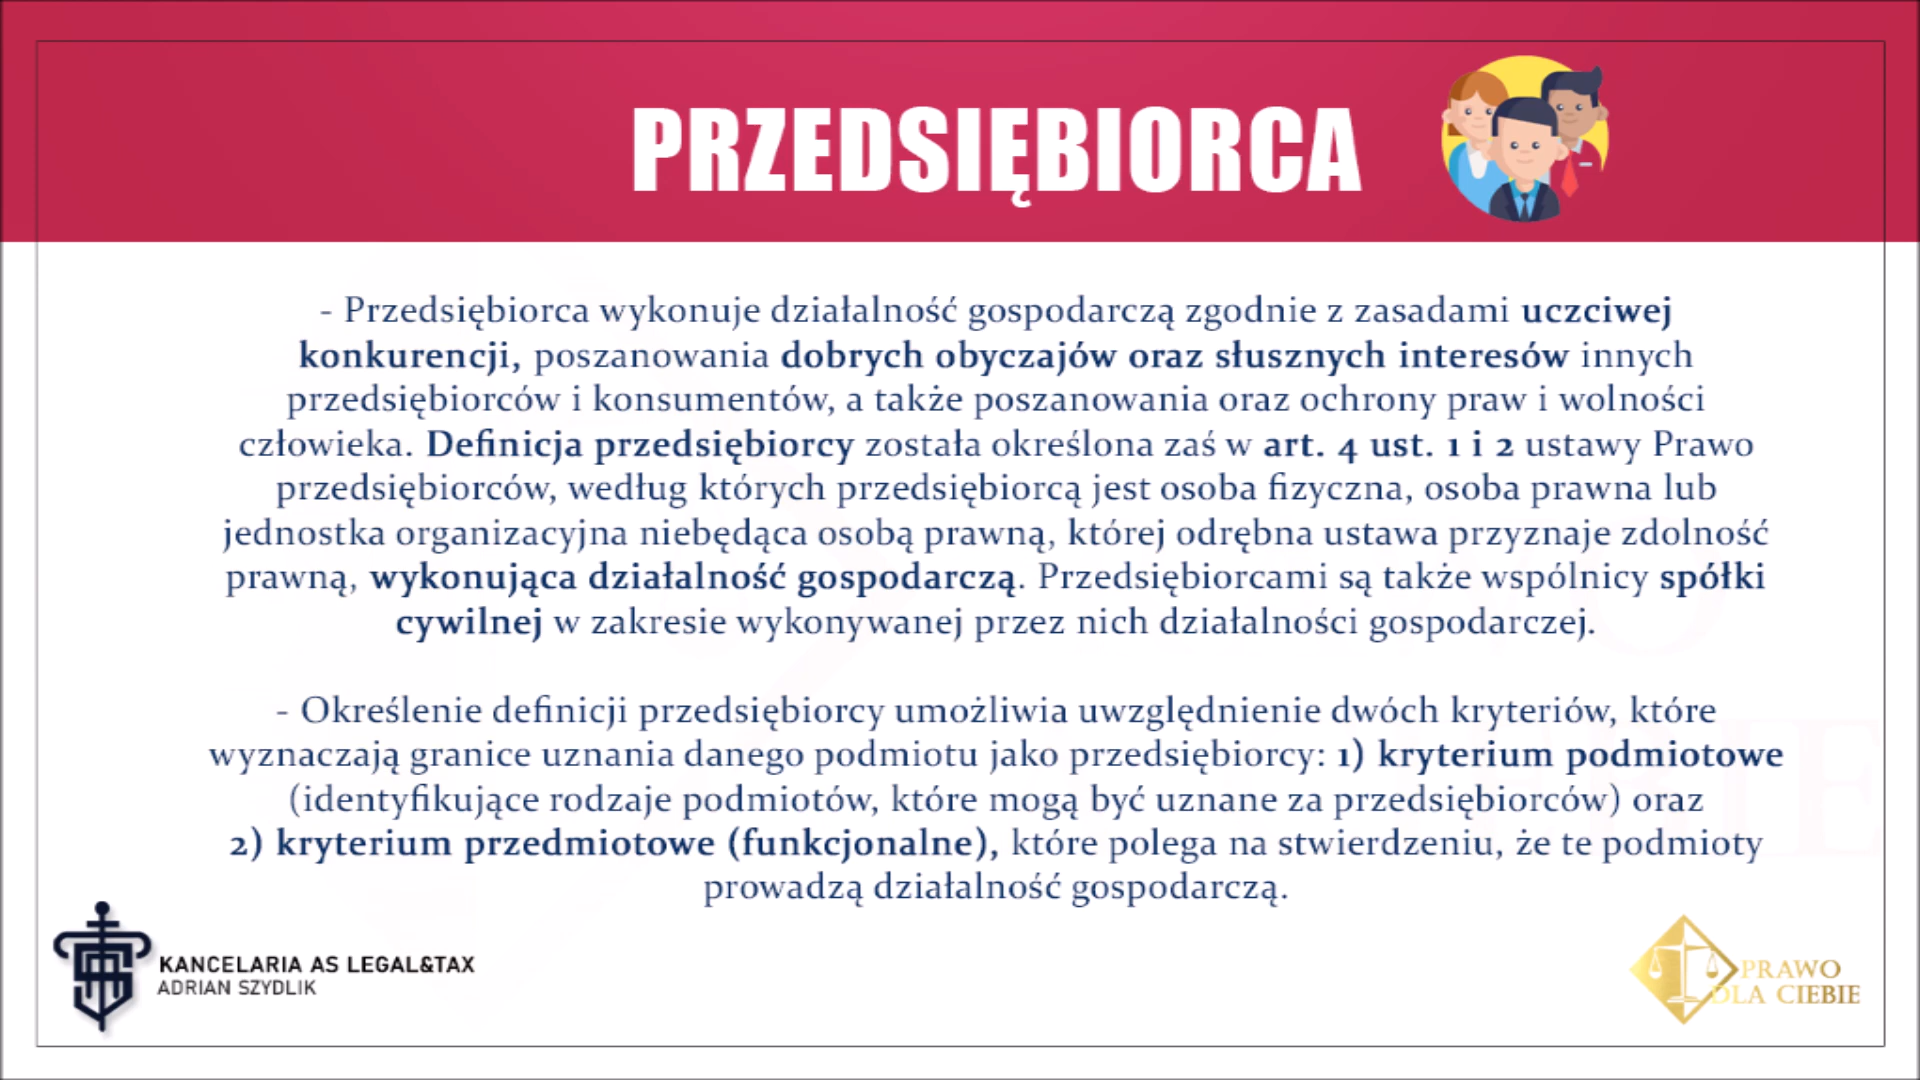 PRZEDSIĘBIORCA
- Przedsiębiorca wykonuje działalność gospodarczą zgodnie z zasadami uczciwej
konkurencji, poszanowania dobrych obyczajów oraz słusznych interesów innych
przedsiębiorców i konsumentów, a także poszanowania oraz ochrony praw i wolności
człowieka. Definicja przedsiębiorcy została określona zaś w art. 4 ust. 1 i 2 ustawy Prawo
przedsiębiorców, według których przedsiębiorcą jest osoba fizyczna, osoba prawna lub
jednostka organizacyjna niebędąca osobą prawną, której odrębna ustawa przyznaje zdolność
prawną, wykonująca działalność gospodarczą. Przedsiębiorcami są także wspólnicy spółki
cywilnej w zakresie wykonywanej przez nich działalności gospodarczej.
- Określenie definicji przedsiębiorcy umożliwia uwzględnienie dwóch kryteriów, które
wyznaczają granice uznania danego podmiotu jako przedsiębiorcy: 1) kryterium podmiotowe
(identyfikujące rodzaje podmiotów, które mogą być uznane za przedsiębiorców) oraz
2) kryterium przedmiotowe (funkcjonalne), które polega na stwierdzeniu, że te podmioty
prowadzą działalność gospodarczą.
KANCELARIA AS LEGAL&TAX
ADRIAN SZYDLIK
PRAWO
DLA CIEBIE